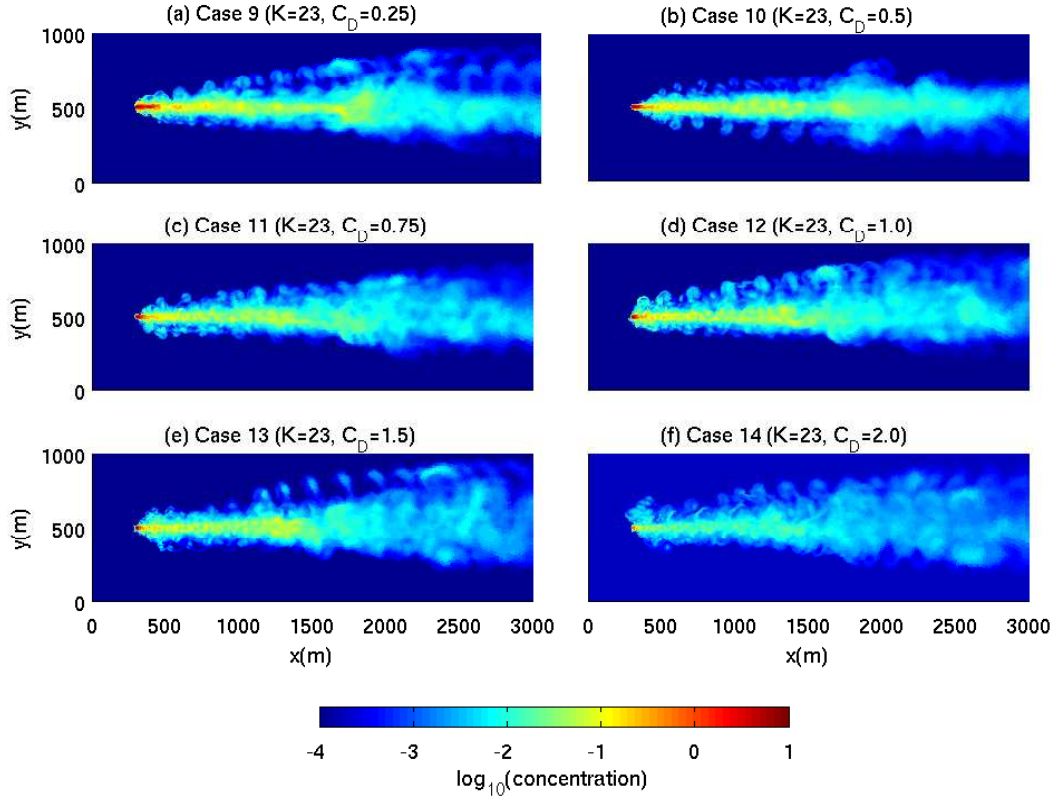 (a) Case 9 (K=23, C_D=0.25)
(b) Case 10 (K=23, C_D=0.5)
1000
500
0
y(m)
(c) Case 11 (K=23, C_D=0.75)
(d) Case 12 (K=23, C_D=1.0)
1000
500
0
y(m)
(e) Case 13 (K=23, C_D=1.5)
(f) Case 14 (K=23, C_D=2.0)
1000
500
0
y(m)
0 500 1000 1500 2000 2500 3000
0 500 1000 1500 2000 2500 3000
x(m)
x(m)
-4 -3 -2 -1 0 1
log_10(concentration)